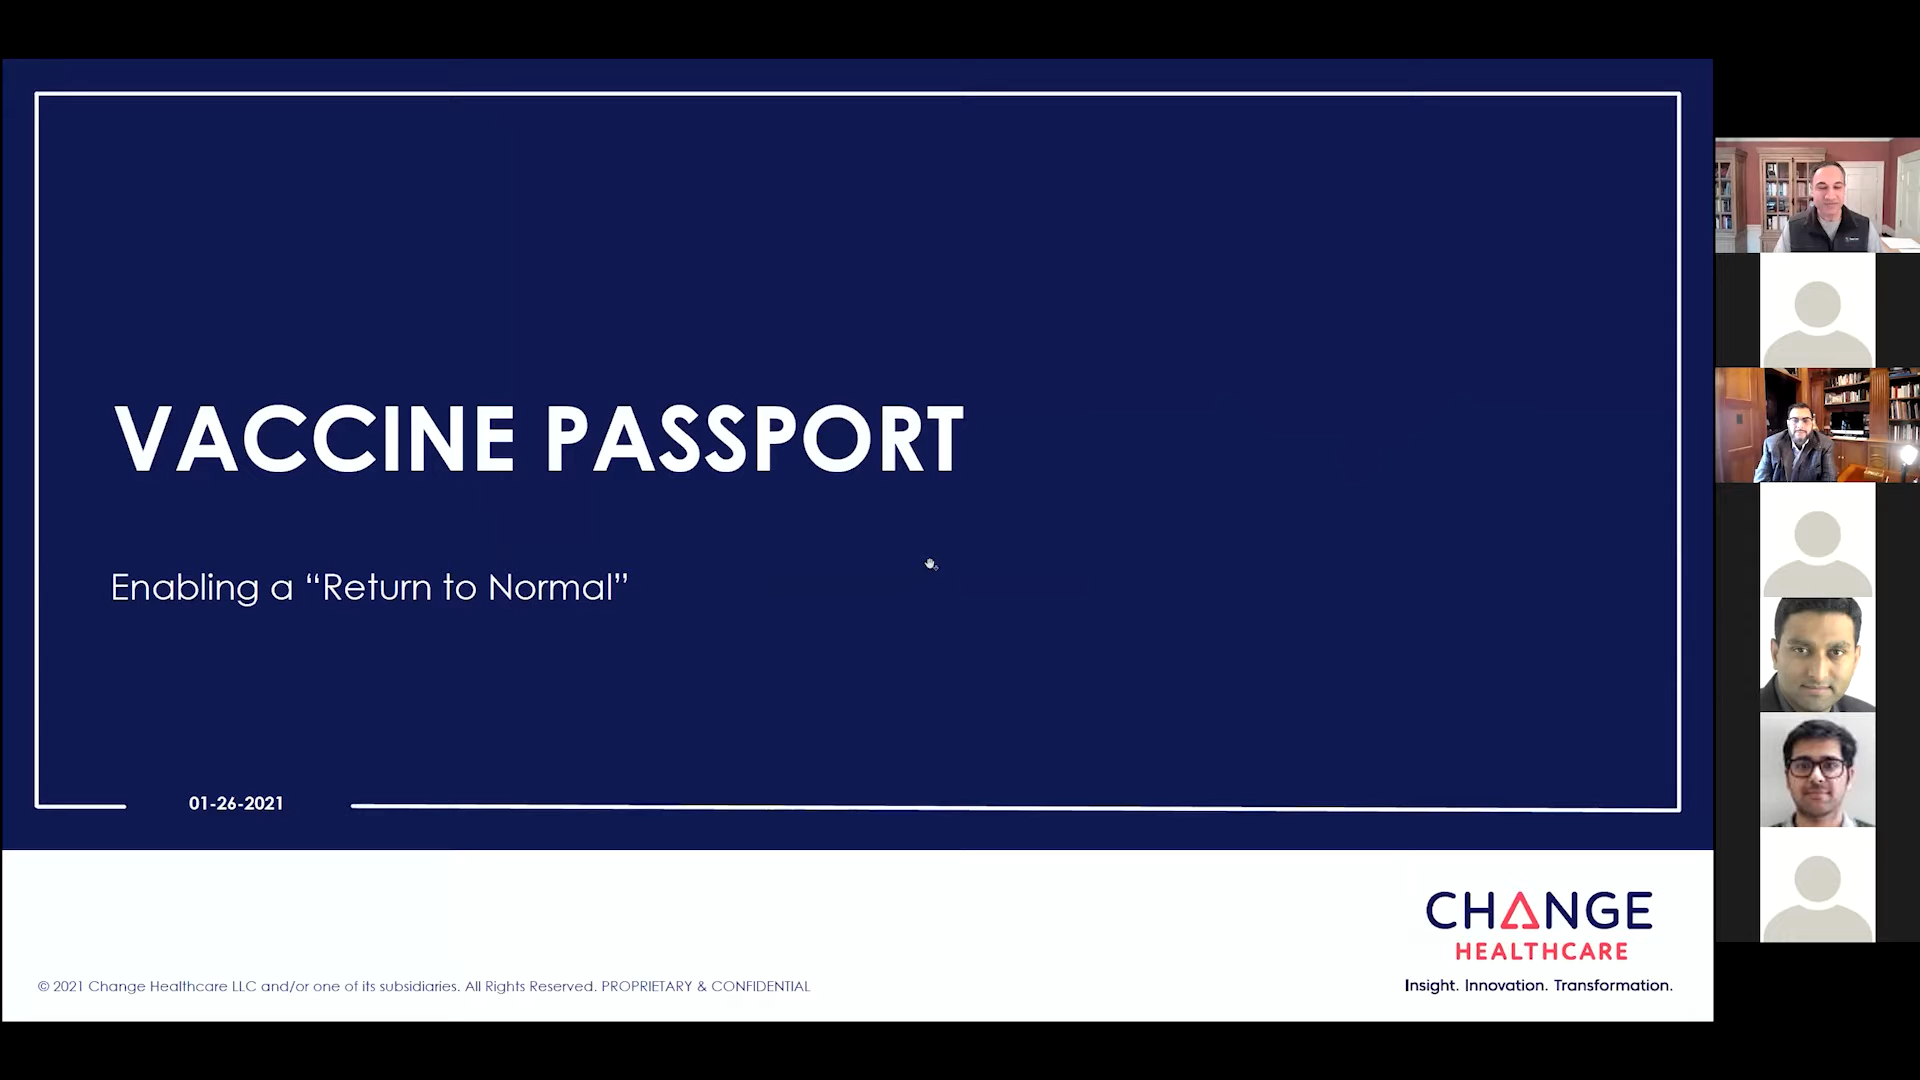 VACCINE PASSPORT
Enabling a “Return to Normal”
01-26-2021
CHANGE
HEALTHCARE
Insight. Innovation. Transformation.
© 2021 Change Healthcare LLC and/or one of its subsidiaries. All Rights Reserved. PROPRIETARY & CONFIDENTIAL